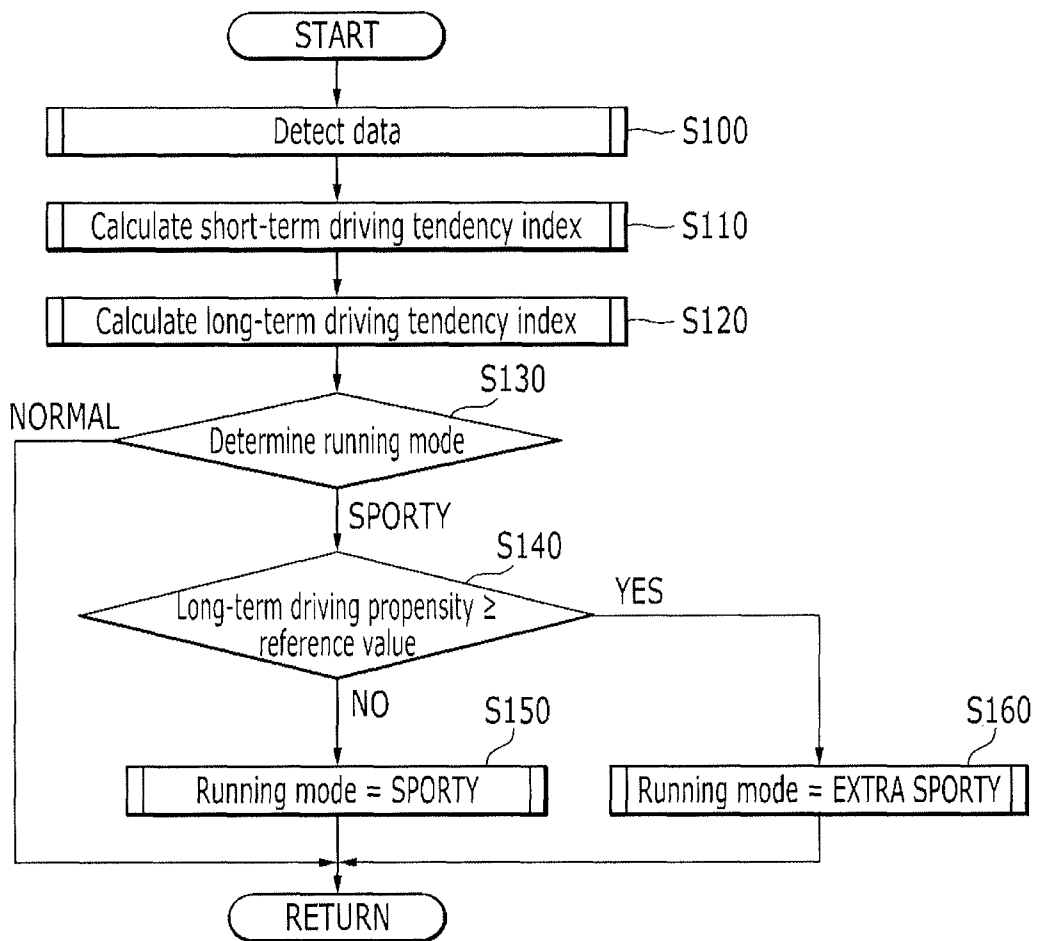 START
Detect data
S100
Calculate short-term driving tendency index
S110
Calculate long-term driving tendency index
S120
S130
NORMAL
Determine running mode
SPORTY
S140
YES
Long-term driving propensity ≥
reference value
NO
S150
S160
Running mode = SPORTY
Running mode = EXTRA SPORTY
RETURN